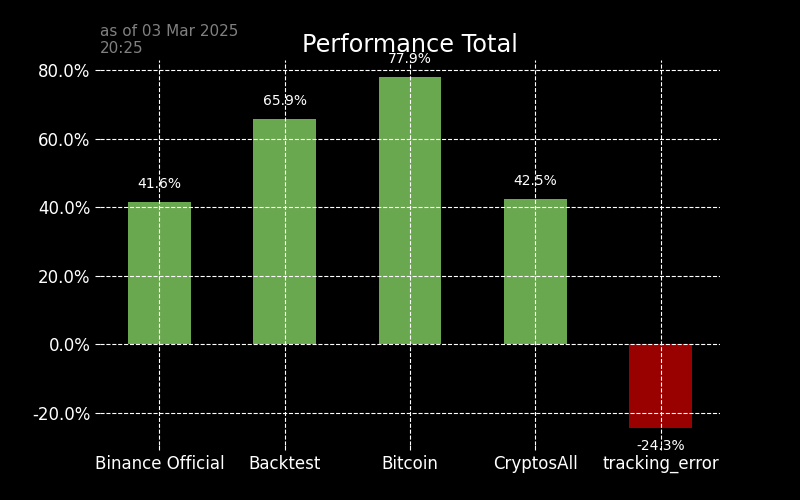 as of 03 Mar 2025
20:25
Performance Total
80.0%
60.0%
40.0%
20.0%
0.0%
-20.0%
41.6%
65.9%
77.9%
42.5%
-24.3%
Binance Official
Backtest
Bitcoin
CryptosAll
tracking_error